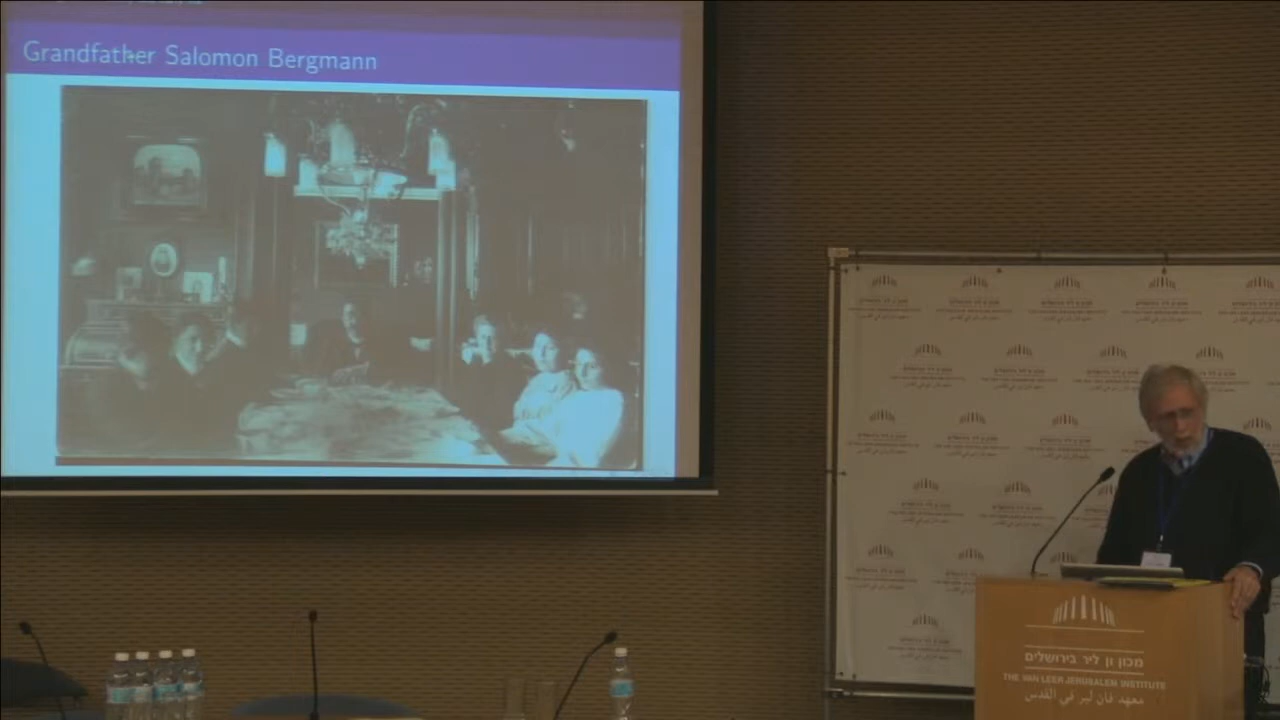 Grandfather Salomon Bergmann
מכון ון ליר בירושלים
THE VAN LEER JERUSALEM INSTITUTE
معهد فان لير في القدس